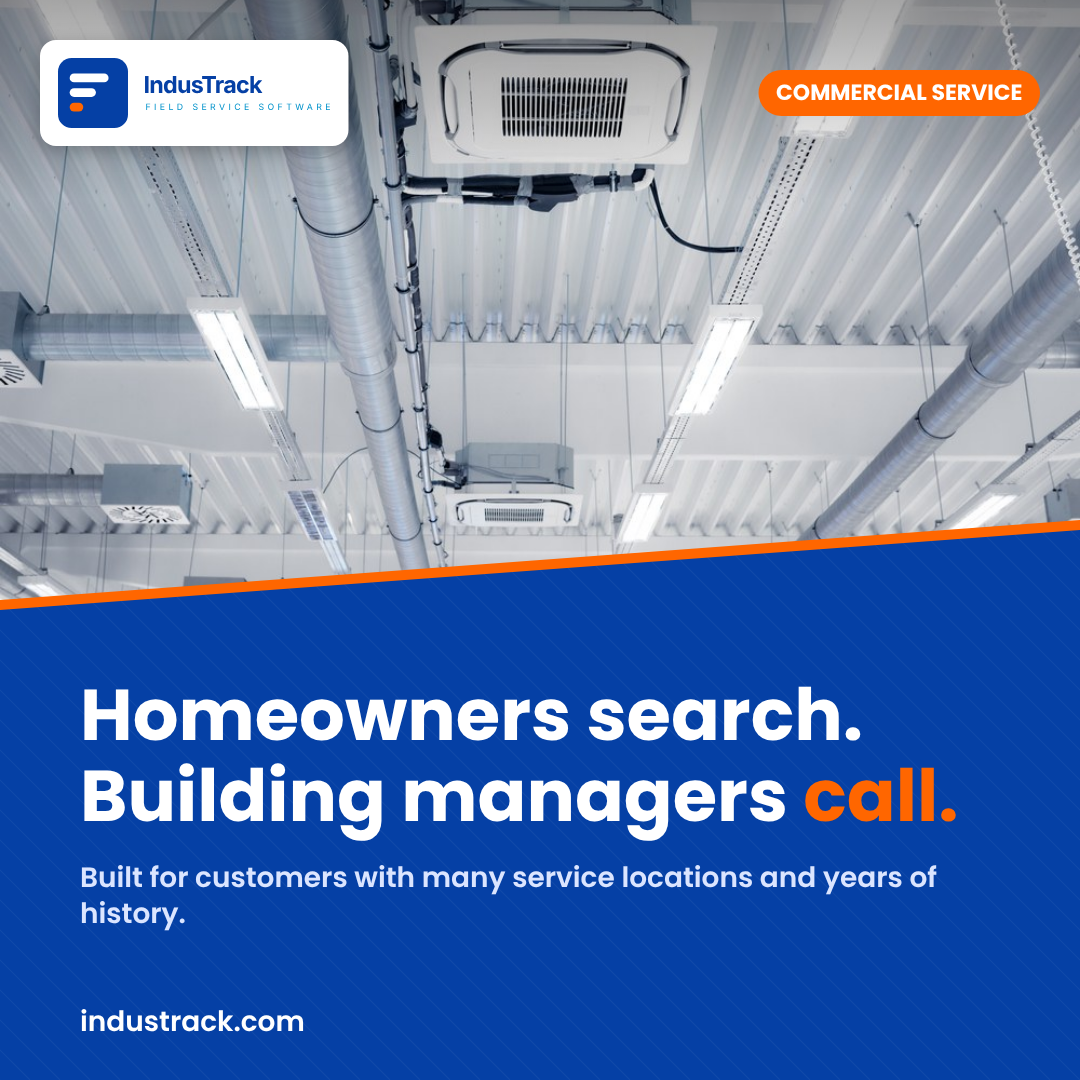 IndusTrack
FIELD SERVICE SOFTWARE
COMMERCIAL SERVICE
Homeowners search.
Building managers call.
Built for customers with many service locations and years of
history.
industrack.com